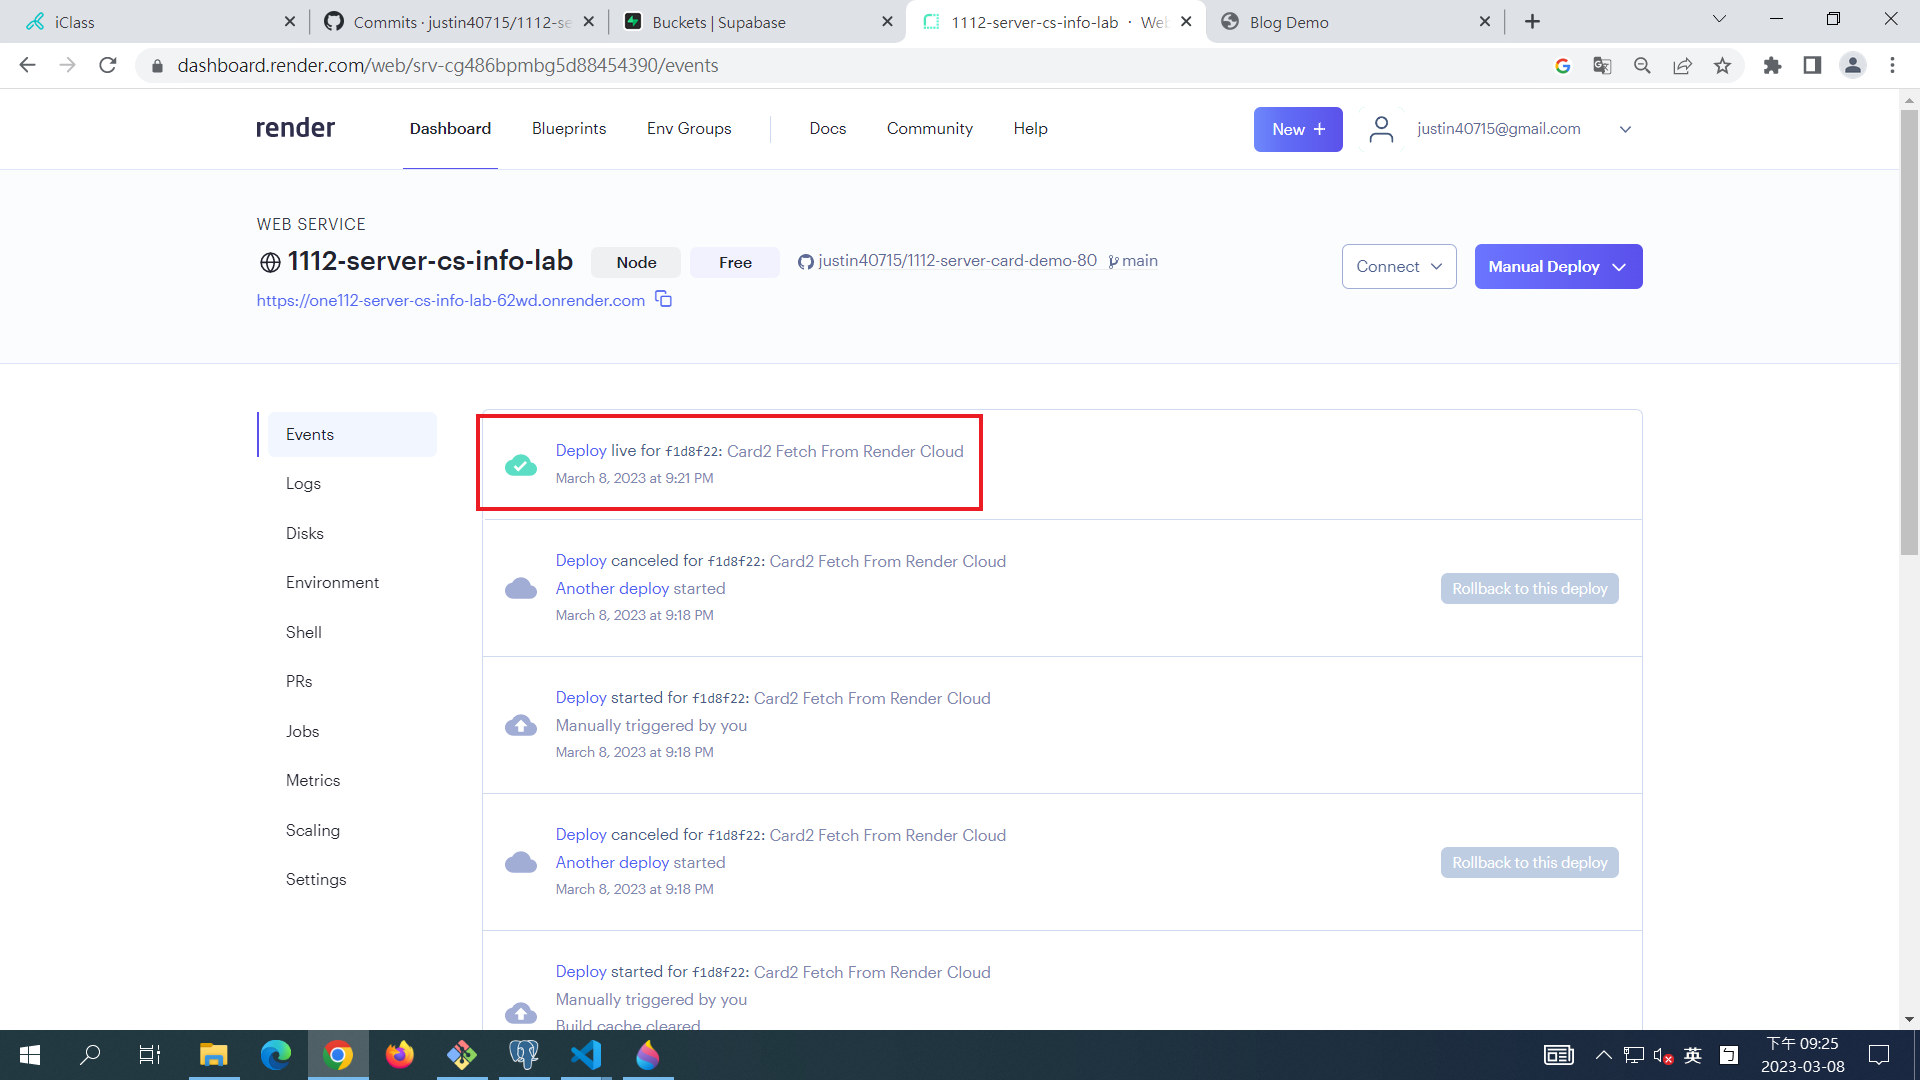 iClass
Commits · justin40715/1112-se
Buckets | Supabase
1112-server-cs-info-lab · Web
Blog Demo
dashboard.render.com/web/srv-cg486bpmbg5d88454390/events
render
Dashboard
Blueprints
Env Groups
Docs
Community
Help
New +
justin40715@gmail.com
WEB SERVICE
1112-server-cs-info-lab
Node
Free
justin40715/1112-server-card-demo-80
main
Connect
Manual Deploy
https://one112-server-cs-info-lab-62wd.onrender.com
Events
Logs
Disks
Environment
Shell
PRs
Jobs
Metrics
Scaling
Settings
Deploy live for f1d8f22: Card2 Fetch From Render Cloud
March 8, 2023 at 9:21 PM
Deploy canceled for f1d8f22: Card2 Fetch From Render Cloud
Another deploy started
March 8, 2023 at 9:18 PM
Rollback to this deploy
Deploy started for f1d8f22: Card2 Fetch From Render Cloud
Manually triggered by you
March 8, 2023 at 9:18 PM
Deploy canceled for f1d8f22: Card2 Fetch From Render Cloud
Another deploy started
March 8, 2023 at 9:18 PM
Rollback to this deploy
Deploy started for f1d8f22: Card2 Fetch From Render Cloud
Manually triggered by you
Build cache cleared
英
ㄅ
下午 09:25
2023-03-08